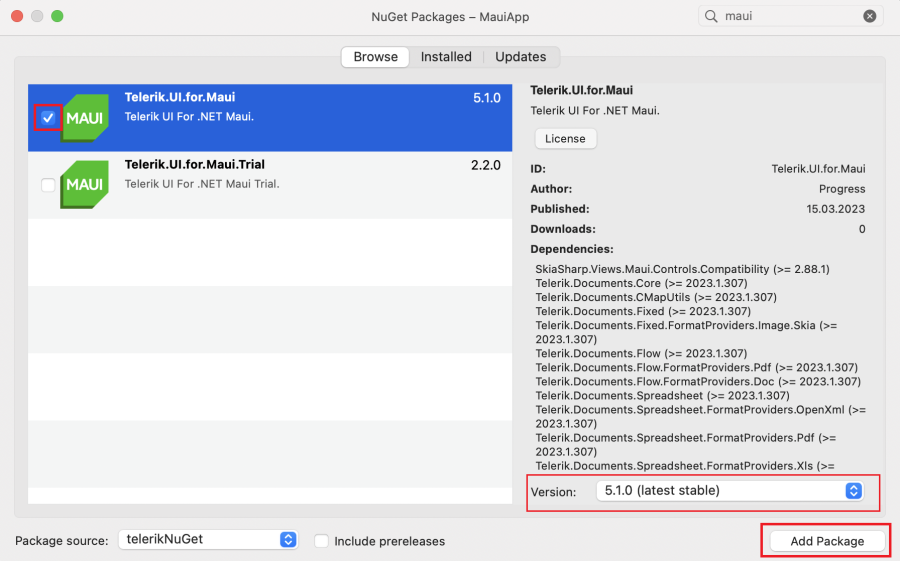 NuGet Packages – MauiApp
maui
Browse
Installed
Updates
MAUI
Telerik.UI.for.Maui
5.1.0
Telerik UI For .NET Maui.
MAUI
Telerik.UI.for.Maui.Trial
2.2.0
Telerik UI For .NET Maui Trial.
Telerik.UI.for.Maui
Telerik UI For .NET Maui.
License
ID: Telerik.UI.for.Maui
Author: Progress
Published: 15.03.2023
Downloads: 0
Dependencies:
SkiaSharp.Views.Maui.Controls.Compatibility (>= 2.88.1)
Telerik.Documents.Core (>= 2023.1.307)
Telerik.Documents.CMapUtils (>= 2023.1.307)
Telerik.Documents.Fixed (>= 2023.1.307)
Telerik.Documents.Fixed.FormatProviders.Image.Skia (>=
2023.1.307)
Telerik.Documents.Flow (>= 2023.1.307)
Telerik.Documents.Flow.FormatProviders.Pdf (>= 2023.1.307)
Telerik.Documents.Flow.FormatProviders.Doc (>= 2023.1.307)
Telerik.Documents.Spreadsheet (>= 2023.1.307)
Telerik.Documents.Spreadsheet.FormatProviders.OpenXml (>=
2023.1.307)
Telerik.Documents.Spreadsheet.FormatProviders.Pdf (>=
2023.1.307)
Telerik.Documents.Spreadsheet.FormatProviders.Xls (>=
Version: 5.1.0 (latest stable)
Package source: telerikNuGet
Include prereleases
Add Package